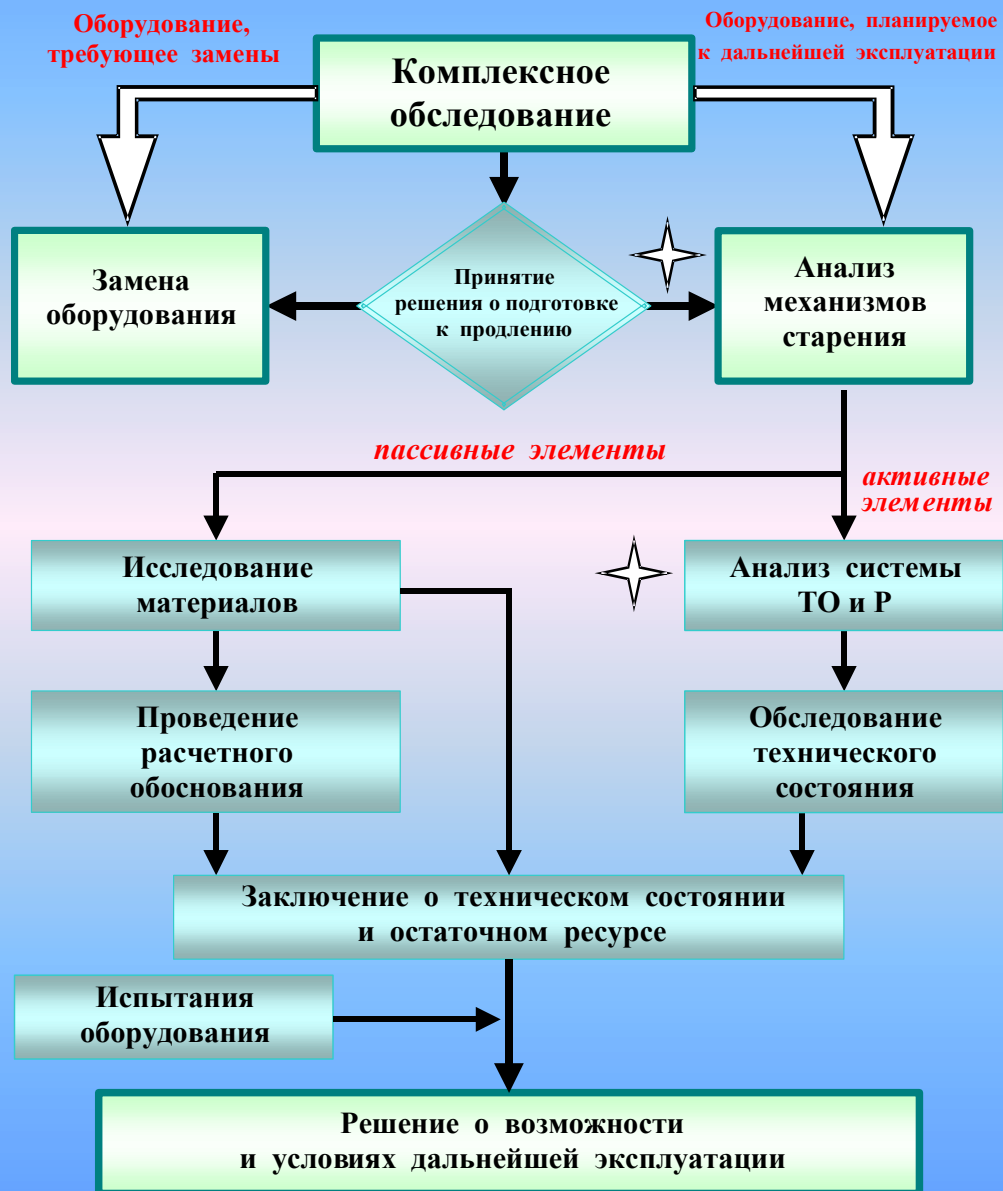 Оборудование,
требующее замены
Оборудование, планируемое
к дальнейшей эксплуатации
Комплексное
обследование
Замена
оборудования
Принятие
решения о подготовке
к продлению
Анализ
механизмов
старения
пассивные элементы
активные
элементы
Исследование
материалов
Анализ системы
ТО и Р
Проведение
расчетного
обоснования
Обследование
технического
состояния
Заключение о техническом состоянии
и остаточном ресурсе
Испытания
оборудования
Решение о возможности
и условиях дальнейшей эксплуатации